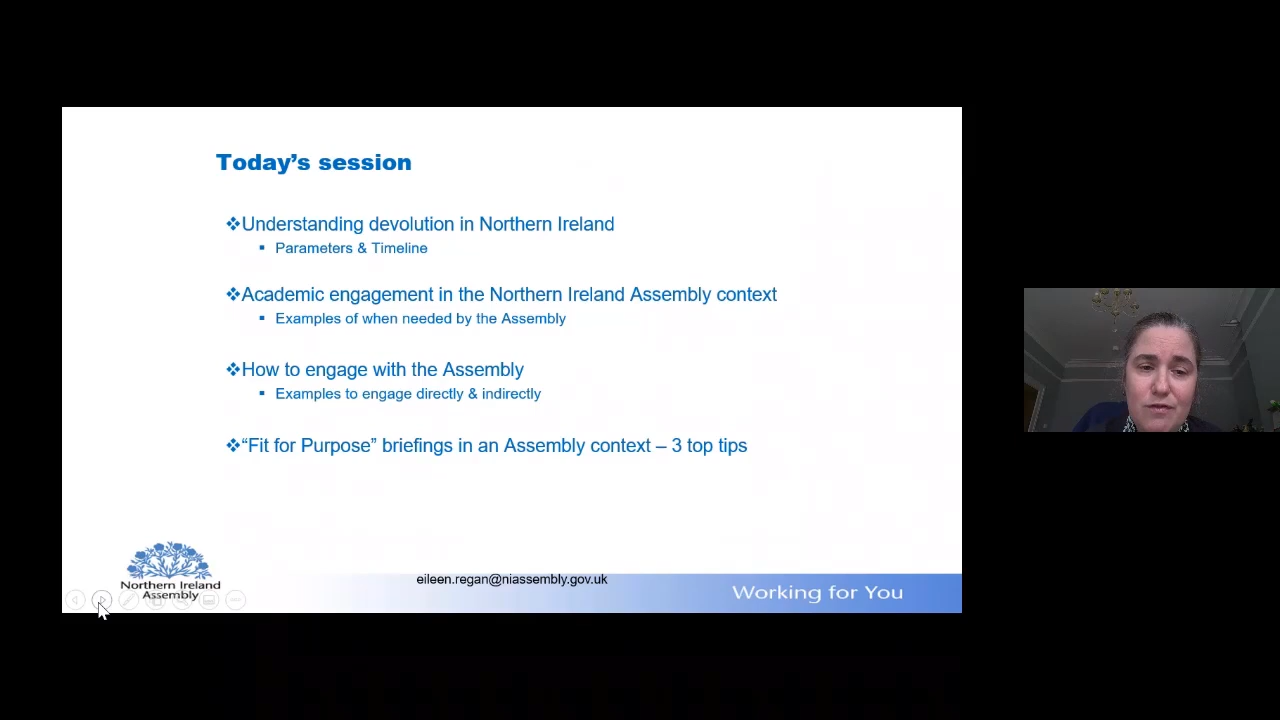 Today's session
❖Understanding devolution in Northern Ireland
▪ Parameters & Timeline
❖Academic engagement in the Northern Ireland Assembly context
▪ Examples of when needed by the Assembly
❖How to engage with the Assembly
▪ Examples to engage directly & indirectly
❖“Fit for Purpose” briefings in an Assembly context – 3 top tips
Northern Ireland
Assembly
eileen.regan@niassembly.gov.uk
Working for You